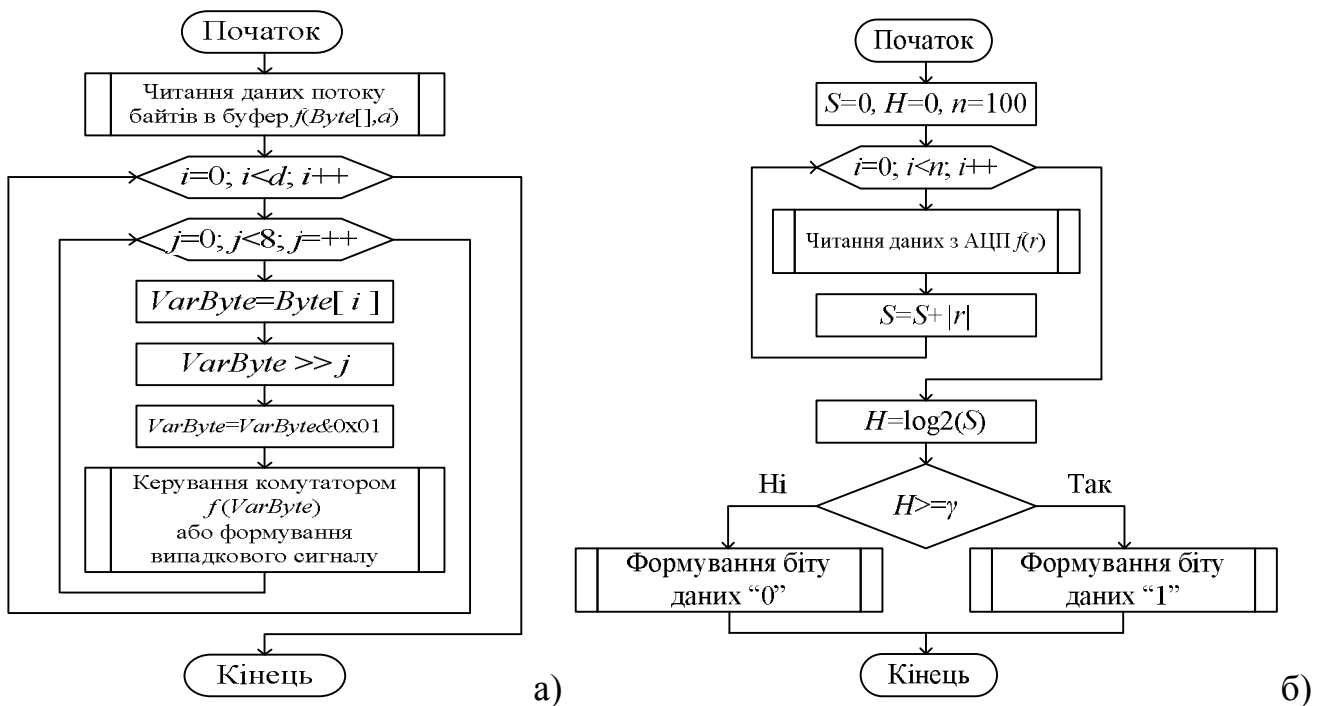 Початок
Читання даних потоку
байтів в буфер f(Byte[],d)
i=0; i<d; i++
j=0; j<8; j=++
VarByte=Byte[ i ]
VarByte >> j
VarByte=VarByte&0x01
Керування комутатором
f (VarByte)
або формування
випадкового сигналу
Кінець
а)
Початок
S=0, H=0, n=100
i=0; i<n; i++
Читання даних з АЦП f(r)
S=S+|r|
H=log2(S)
Ні
H>=γ
Так
Формування біту
даних “0”
Формування біту
даних “1”
Кінець
б)